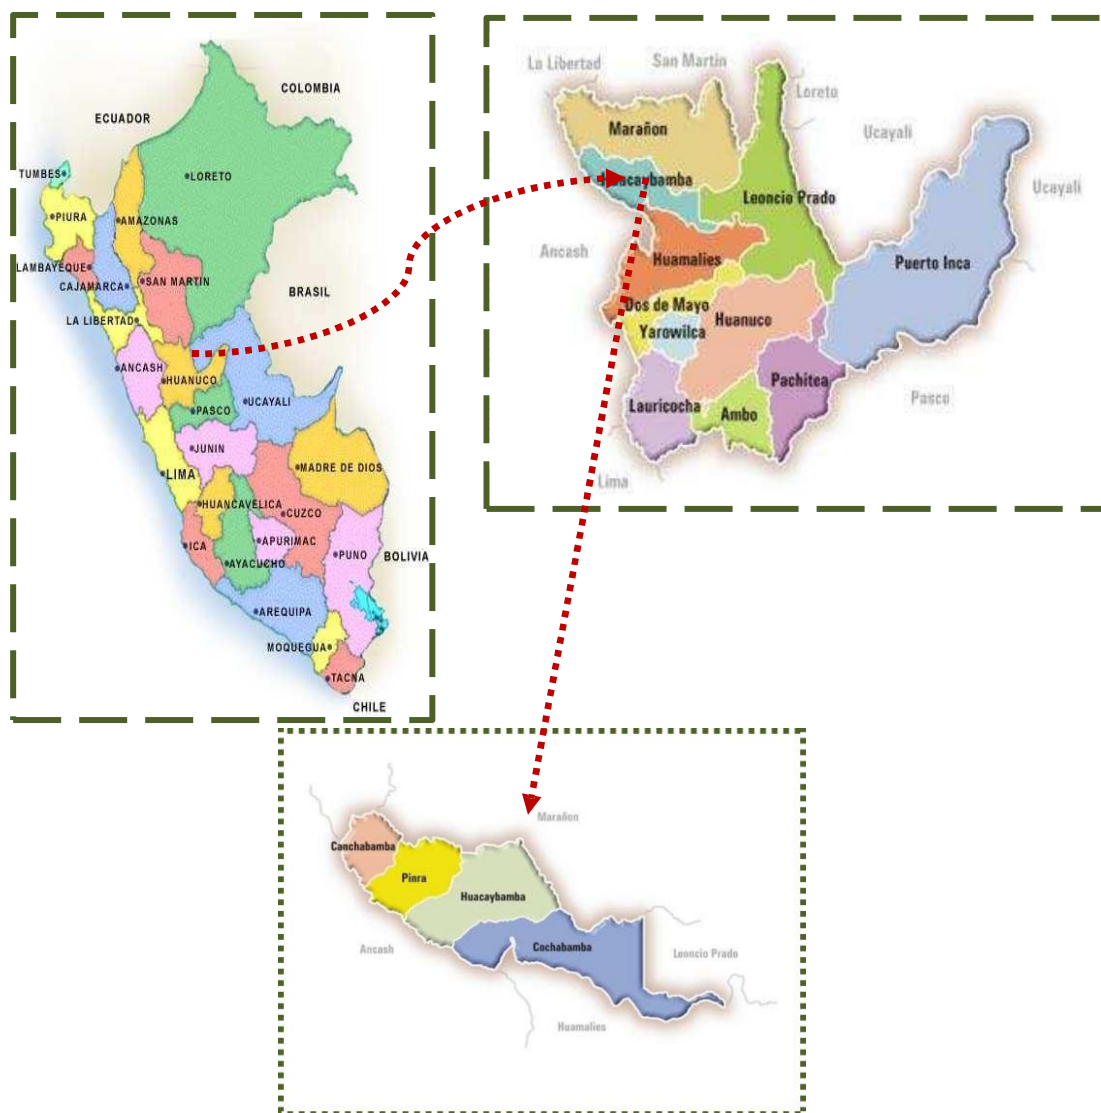 COLOMBIA
ECUADOR
TUMBES
LORETO
PIURA
AMAZONAS
LAMBAYEQUE
SAN MARTIN
CAJAMARCA
BRASIL
LA LIBERTAD
ANCASH
HUANUCO
UCAYALI
PASCO
JUNIN
LIMA
MADRE DE DIOS
HUANCAVELICA
CUZCO
ICA
APURIMAC
PUNO
BOLIVIA
AYACUCHO
AREQUIPA
MOQUEGUA
TACNA
CHILE
La Libertad
San Martin
Loreto
Ucayali
Marañon
Huacaybamba
Ucayali
Leoncio Prado
Ancash
Huamalies
Puerto Inca
Dos de Mayo
Huanuco
Yarowilca
Pachitea
Pasco
Lauricocha
Ambo
Lima
Marañon
Canchabamba
Pinra
Huacaybamba
Ancash
Cochabamba
Leoncio Prado
Huamalies